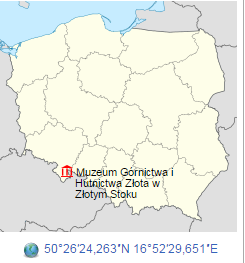 Muzeum Górnictwa i
Hutnictwa Złota w
Złotym Stoku
50°26′24,263″N 16°52′29,651″E